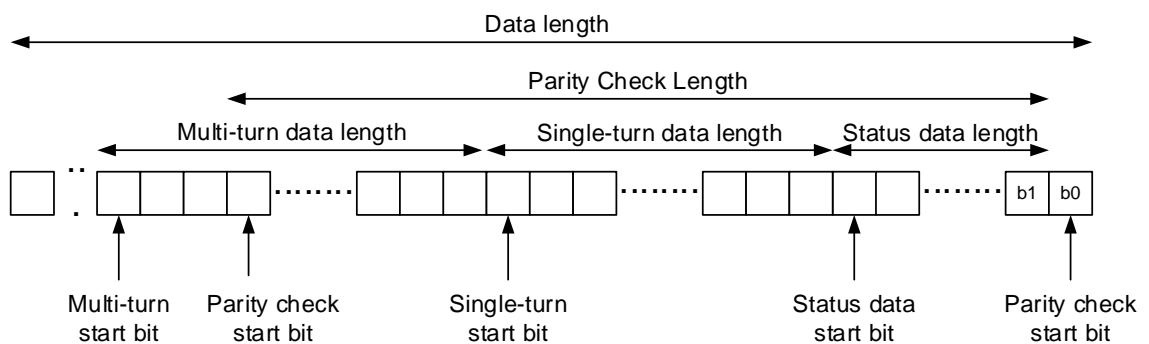 Data length
Parity Check Length
Multi-turn data length Single-turn data length Status data length
b1 b0
Multi-turn start bit
Parity check start bit
Single-turn start bit
Status data start bit
Parity check start bit